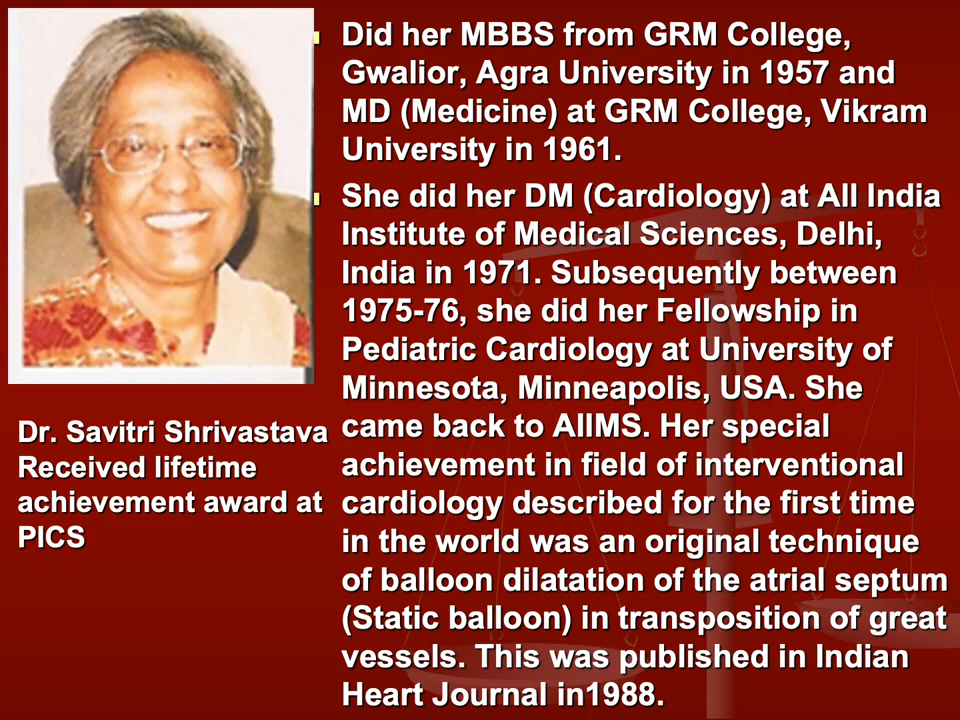 Did her MBBS from GRM College,
Gwalior, Agra University in 1957 and
MD (Medicine) at GRM College, Vikram
University in 1961.
She did her DM (Cardiology) at All India
Institute of Medical Sciences, Delhi,
India in 1971. Subsequently between
1975-76, she did her Fellowship in
Pediatric Cardiology at University of
Minnesota, Minneapolis, USA. She
came back to AIIMS. Her special
achievement in field of interventional
cardiology described for the first time
in the world was an original technique
of balloon dilatation of the atrial septum
(Static balloon) in transposition of great
vessels. This was published in Indian
Heart Journal in1988.
Dr. Savitri Shrivastava
Received lifetime
achievement award at
PICS